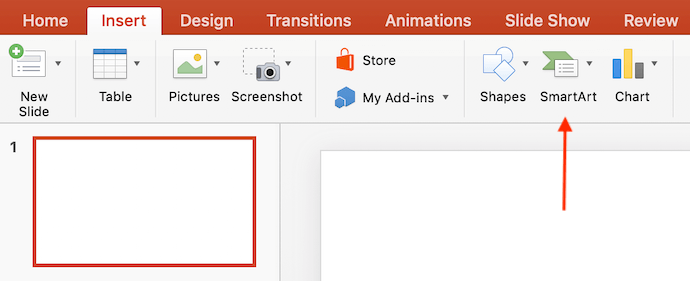 Home Insert Design Transitions Animations Slide Show Review
Store
My Add-ins
New
Slide
Table
Pictures
Screenshot
Shapes
SmartArt
Chart
1